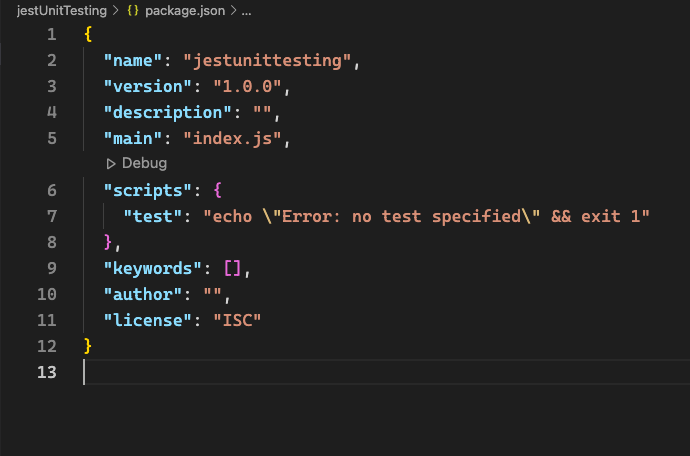 jestUnitTesting > {} package.json > ...
1 {
2 "name": "jestunittesting",
3 "version": "1.0.0",
4 "description": "",
5 "main": "index.js",
Debug
6 "scripts": {
7 "test": "echo \"Error: no test specified\" && exit 1"
8 },
9 "keywords": [],
10 "author": "",
11 "license": "ISC"
12 }
13